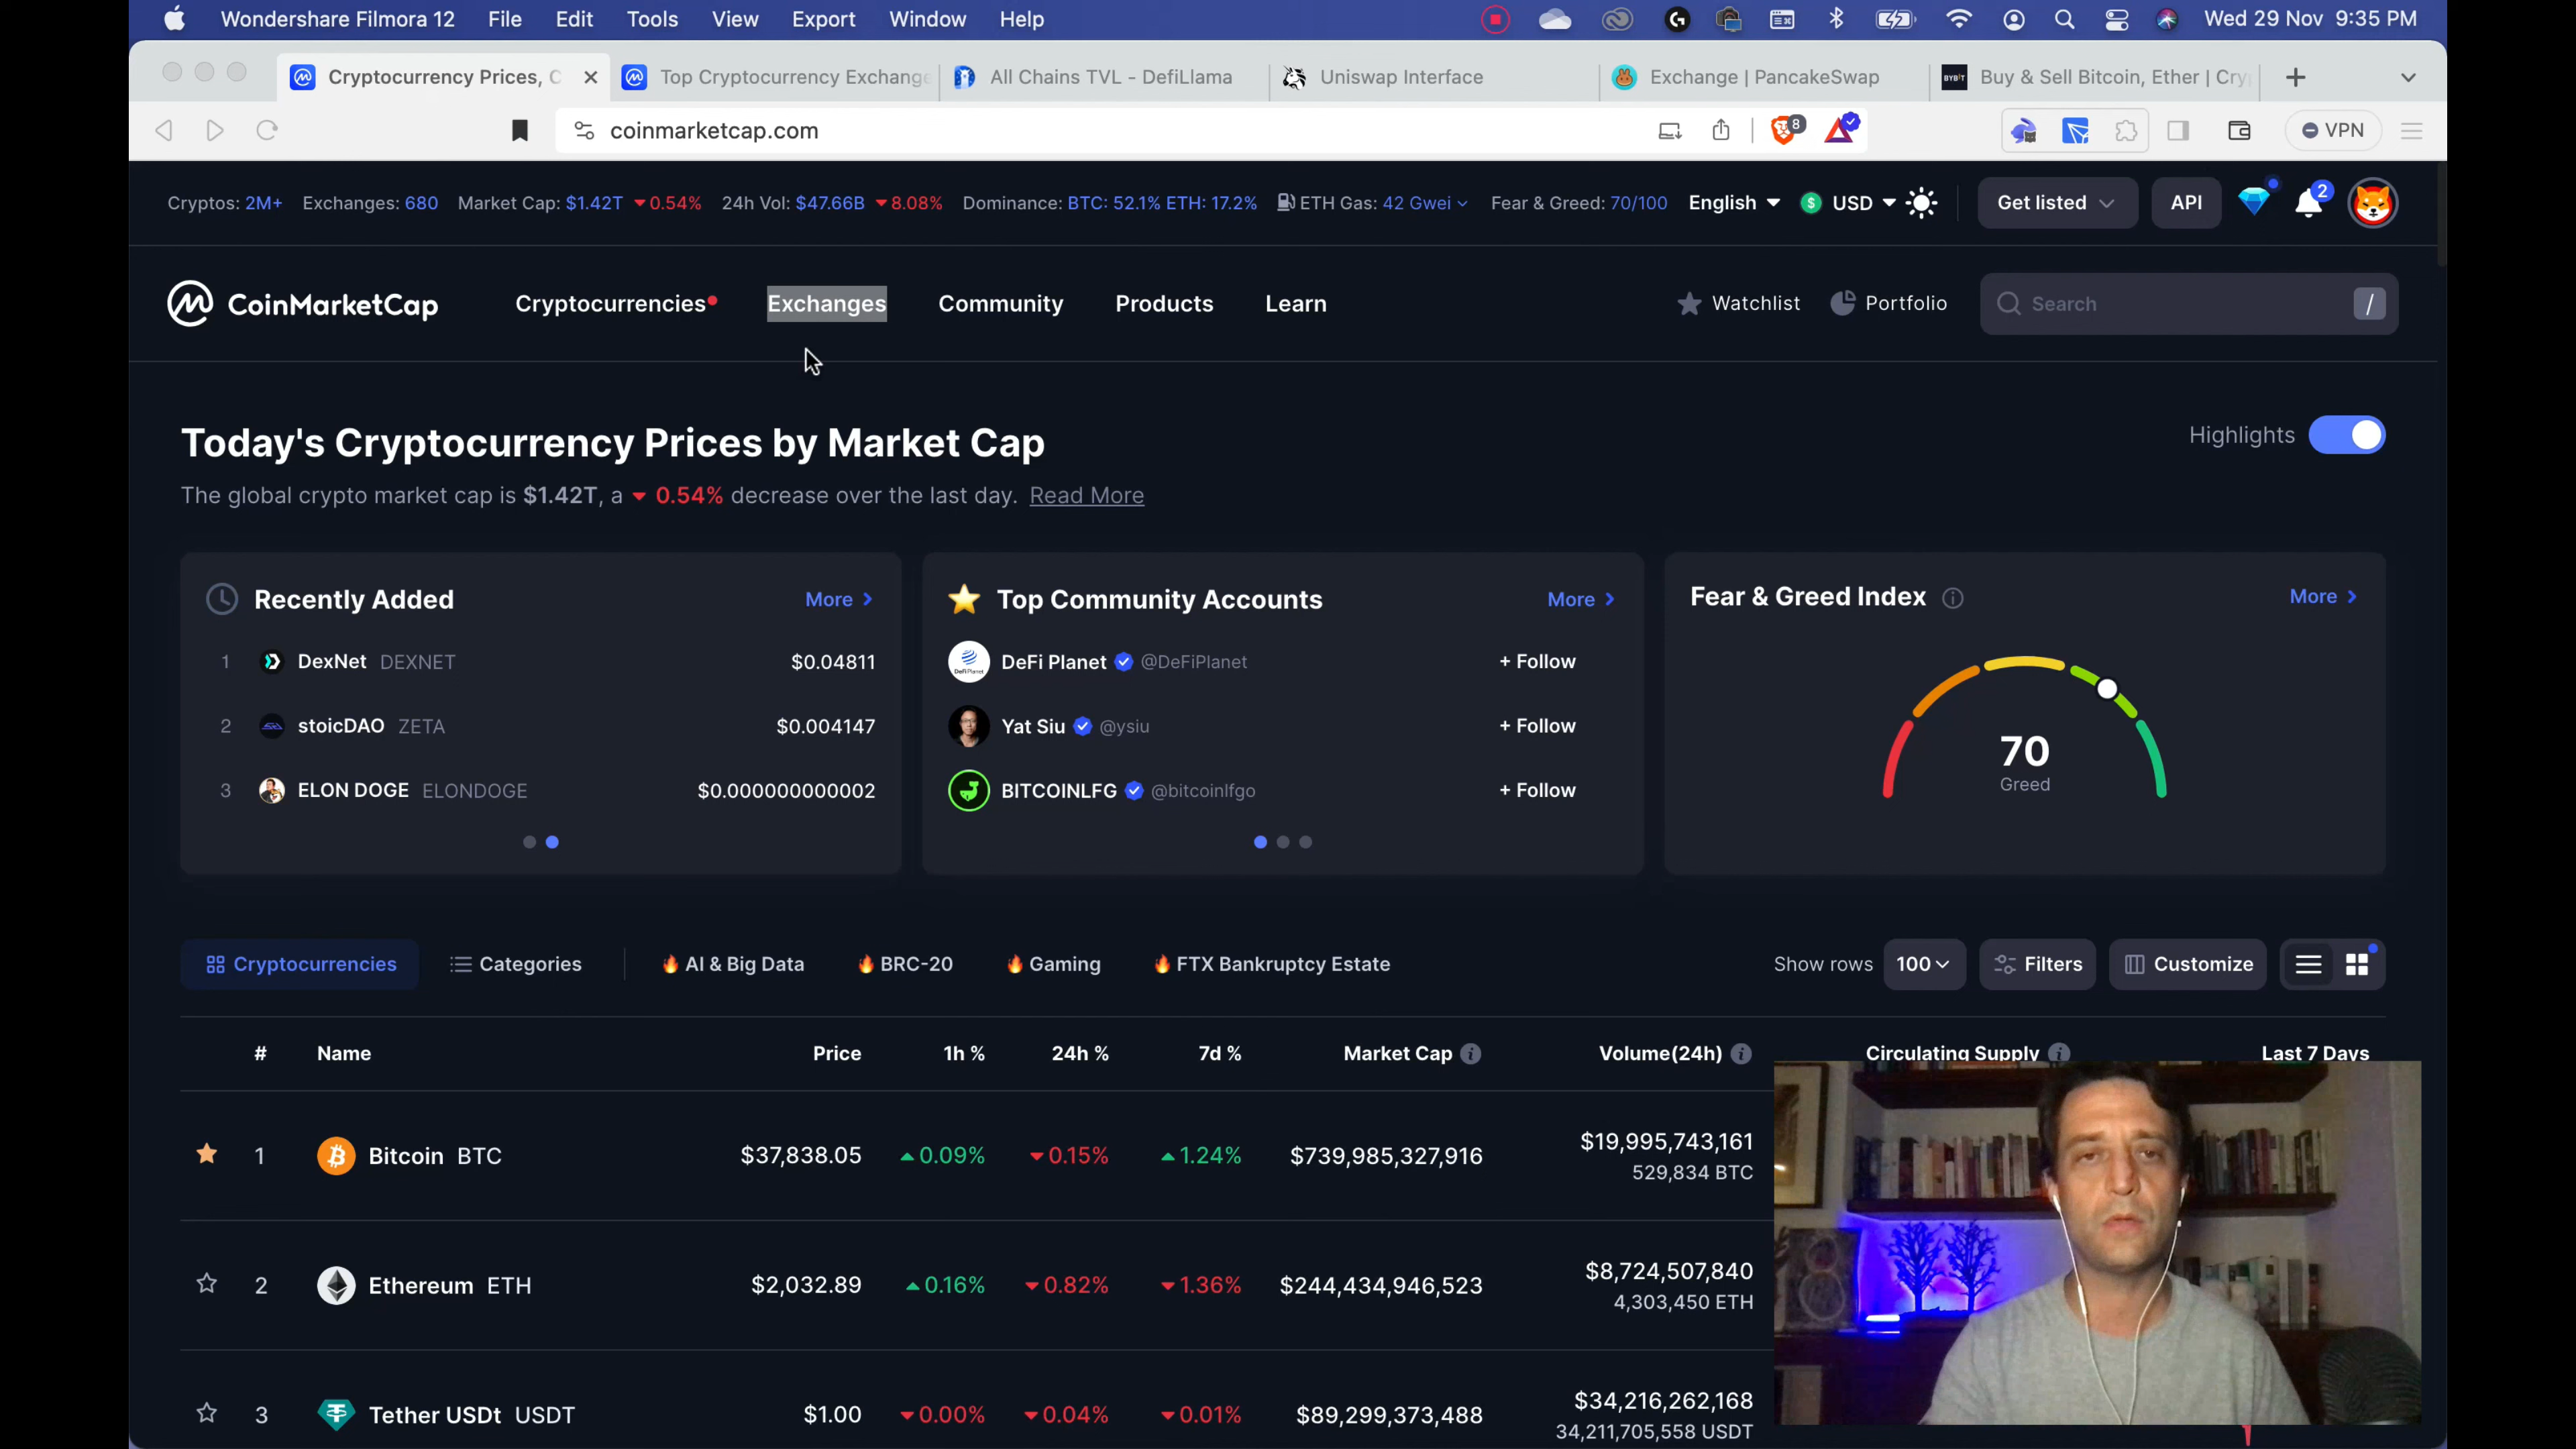 Wondershare Filmora 12 File Edit Tools View Export Window Help Wed 29 Nov 9:35 PM
Cryptocurrency Prices, C Top Cryptocurrency Exchange All Chains TVL - DefiLlama Uniswap Interface Exchange | PancakeSwap BYBIT Buy & Sell Bitcoin, Ether | Cry
coinmarketcap.com 8 VPN
Cryptos: 2M+ Exchanges: 680 Market Cap: $1.42T 0.54% 24h Vol: $47.66B 8.08% Dominance: BTC: 52.1% ETH: 17.2% ETH Gas: 42 Gwei Fear & Greed: 70/100 English $ USD Get listed API 2
CoinMarketCap Cryptocurrencies Exchanges Community Products Learn Watchlist Portfolio Search /
Today's Cryptocurrency Prices by Market Cap Highlights
The global crypto market cap is $1.42T, a 0.54% decrease over the last day. Read More
Recently Added More
1 DexNet DEXNET $0.04811
2 stoicDAO ZETA $0.004147
3 ELON DOGE ELONDOGE $0.000000000002
Top Community Accounts More
DeFi Planet @DeFiPlanet + Follow
Yat Siu @ysiu + Follow
BITCOINLFG @bitcoinlfgo + Follow
Fear & Greed Index More
70
Greed
Cryptocurrencies Categories AI & Big Data BRC-20 Gaming FTX Bankruptcy Estate Show rows 100 Filters Customize
# Name Price 1h % 24h % 7d % Market Cap Volume(24h) Circulating Supply Last 7 Days
1 Bitcoin BTC $37,838.05 0.09% 0.15% 1.24% $739,985,327,916 $19,995,743,161
529,834 BTC
2 Ethereum ETH $2,032.89 0.16% 0.82% 1.36% $244,434,946,523 $8,724,507,840
4,303,450 ETH
3 Tether USDt USDT $1.00 0.00% 0.04% 0.01% $89,299,373,488 $34,216,262,168
34,211,705,558 USDT